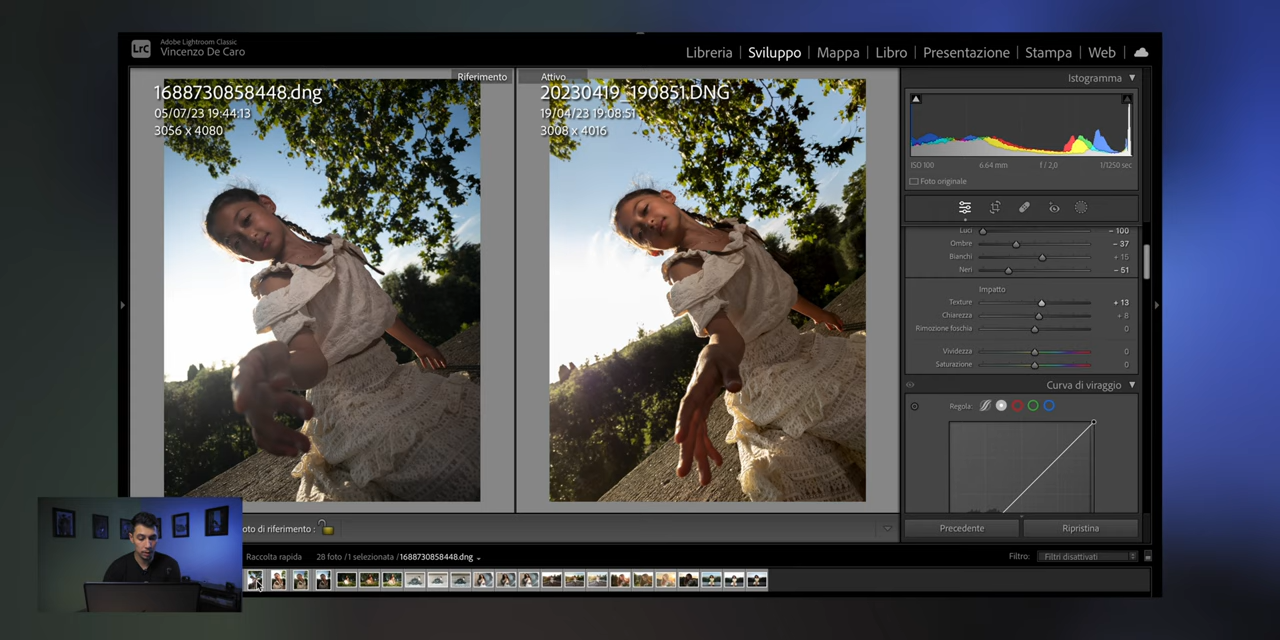 LrC
Adobe Lightroom Classic
Vincenzo De Caro
Libreria | Sviluppo | Mappa | Libro | Presentazione | Stampa | Web
Riferimento
1688730858448.dng
05/07/23 19:44:13
3056 x 4080
Attivo
20230419_190851.DNG
19/04/23 19:08:51
3008 x 4016
Istogramma
ISO 100 6.64 mm f / 2,0 1/1250 sec
Foto originale
Luci - 100
Ombre - 37
Bianchi + 15
Neri - 51
Impatto
Texture + 13
Chiarezza + 8
Rimozione foschia 0
Vividezza 0
Saturazione 0
Curva di viraggio
Regola:
Precedente Ripristina
oto di riferimento :
Raccolta rapida 28 foto /1 selezionata /1688730858448.dng
Filtro: Filtri disattivati